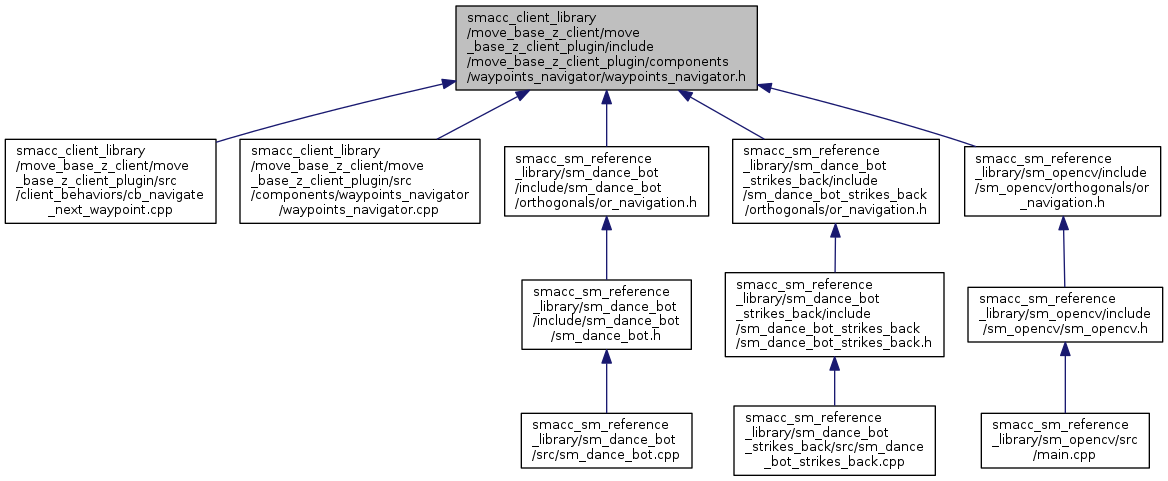 smacc_client_library
/move_base_z_client/move
_base_z_client_plugin/include
/move_base_z_client_plugin/components
/waypoints_navigator/waypoints_navigator.h
smacc_client_library
/move_base_z_client/move
_base_z_client_plugin/src
/client_behaviors/cb_navigate
_next_waypoint.cpp
smacc_client_library
/move_base_z_client/move
_base_z_client_plugin/src
/components/waypoints_navigator
/waypoints_navigator.cpp
smacc_sm_reference
_library/sm_dance_bot
/include/sm_dance_bot
/orthogonals/or_navigation.h
smacc_sm_reference
_library/sm_dance_bot
_strikes_back/include
/sm_dance_bot_strikes_back
/orthogonals/or_navigation.h
smacc_sm_reference
_library/sm_opencv/include
/sm_opencv/orthogonals/or
_navigation.h
smacc_sm_reference
_library/sm_dance_bot
/include/sm_dance_bot
/sm_dance_bot.h
smacc_sm_reference
_library/sm_dance_bot
_strikes_back/include
/sm_dance_bot_strikes_back
/sm_dance_bot_strikes_back.h
smacc_sm_reference
_library/sm_opencv/include
/sm_opencv/sm_opencv.h
smacc_sm_reference
_library/sm_dance_bot
/src/sm_dance_bot.cpp
smacc_sm_reference
_library/sm_dance_bot
_strikes_back/src/sm_dance
_bot_strikes_back.cpp
smacc_sm_reference
_library/sm_opencv/src
/main.cpp